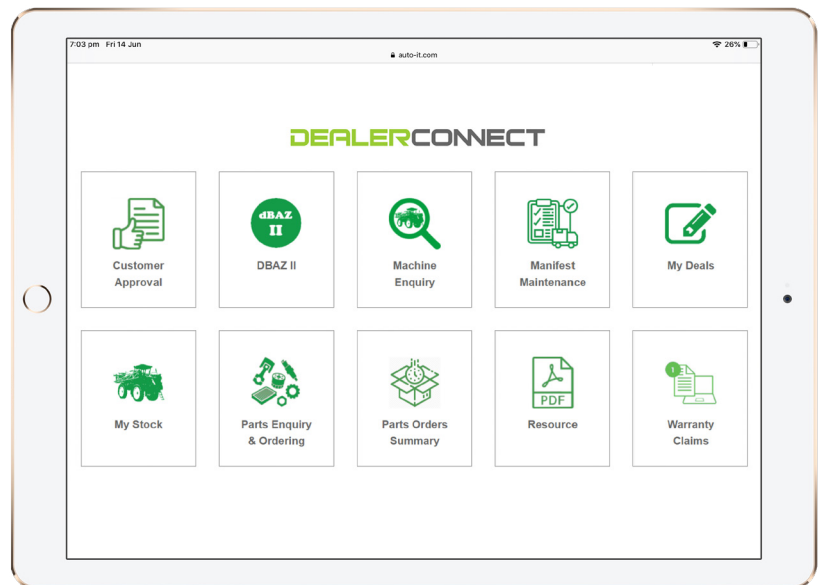 7:03 pm Fri 14 Jun
auto-it.com
26%
DEALERCONNECT
Customer
Approval
dBAZ
II
DBAZ II
Machine
Enquiry
Manifest
Maintenance
My Deals
My Stock
Parts Enquiry
& Ordering
Parts Orders
Summary
PDF
Resource
1
Warranty
Claims